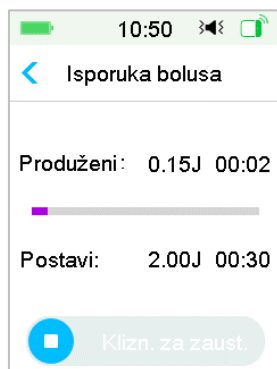 10:50
Isporuka bolusa
Produženi: 0.15J 00:02
Postavi: 2.00J 00:30
Klizn. za zaust.